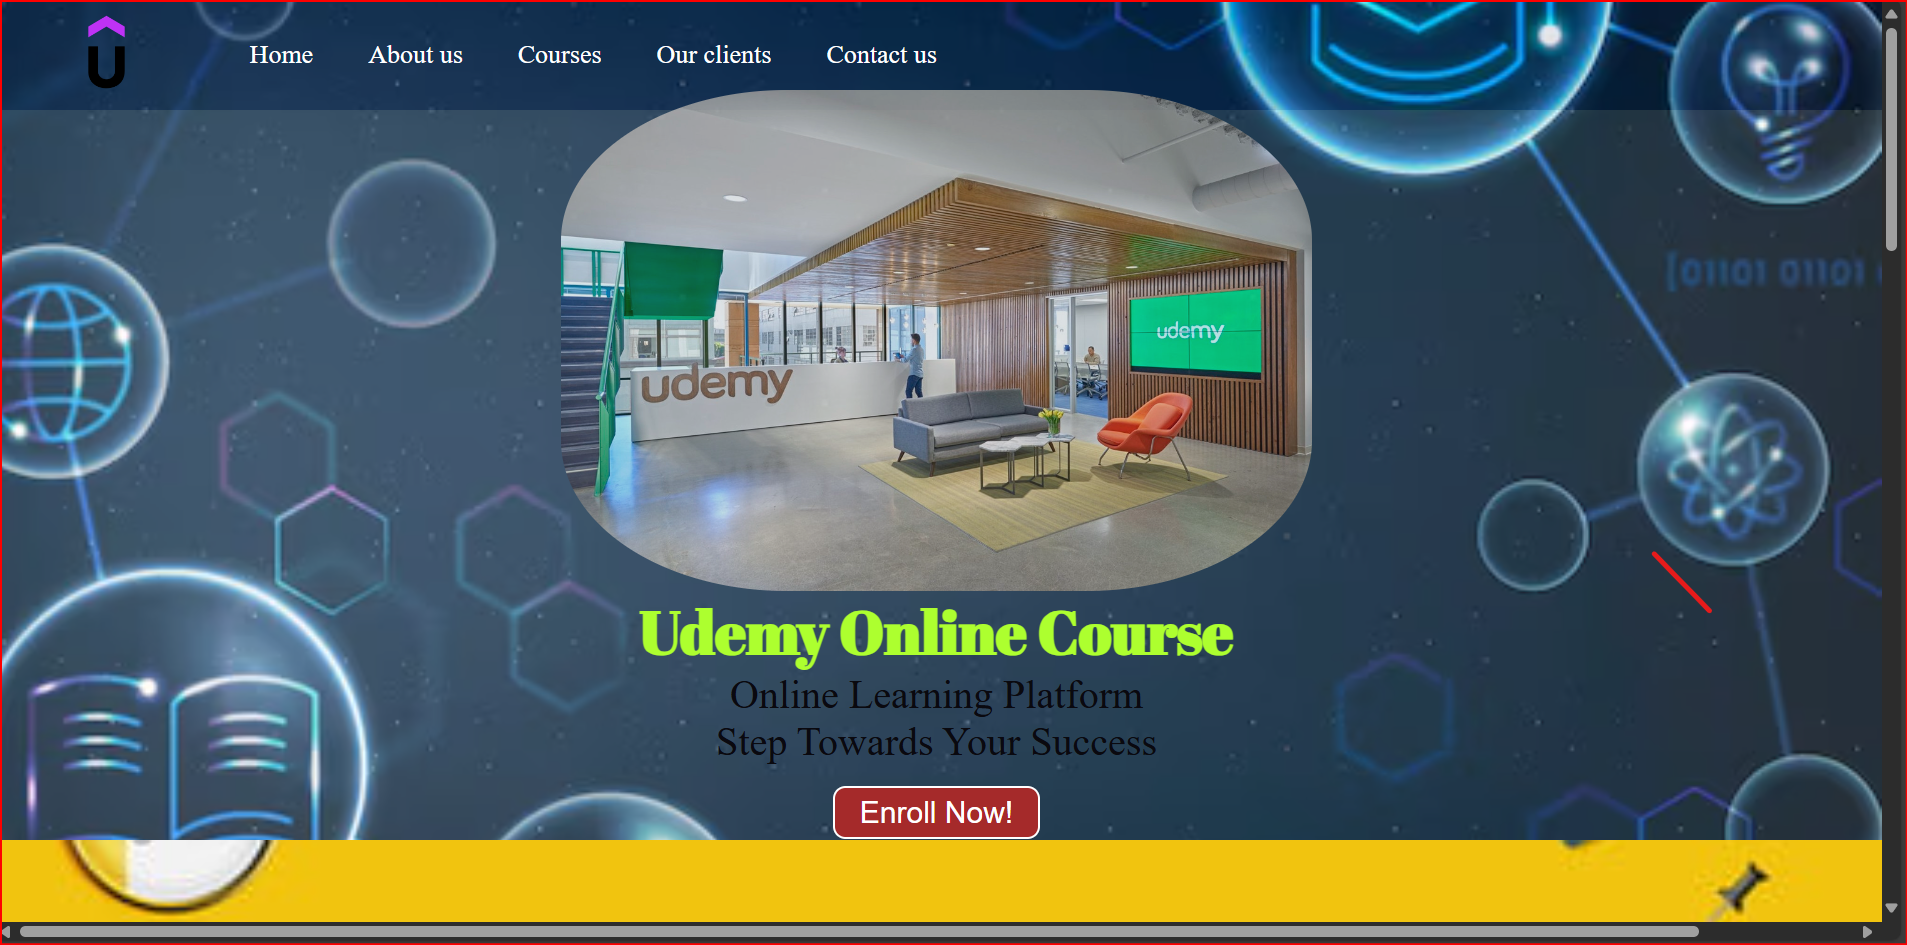 Home About us Courses Our clients Contact us
[01101 01101
udemy
udemy
Udemy Online Course
Online Learning Platform
Step Towards Your Success
Enroll Now!